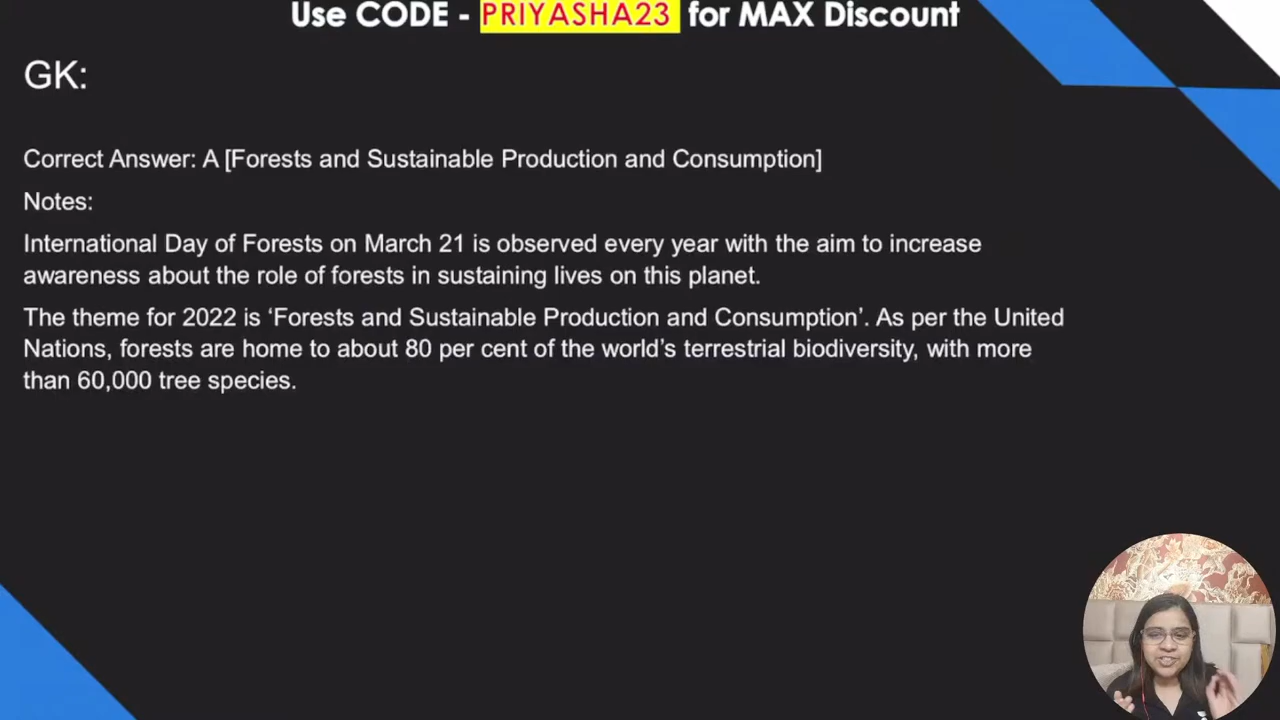 Use CODE - PRIYASHA23 for MAX Discount
GK:
Correct Answer: A [Forests and Sustainable Production and Consumption]
Notes:
International Day of Forests on March 21 is observed every year with the aim to increase
awareness about the role of forests in sustaining lives on this planet.
The theme for 2022 is ‘Forests and Sustainable Production and Consumption’. As per the United
Nations, forests are home to about 80 per cent of the world’s terrestrial biodiversity, with more
than 60,000 tree species.